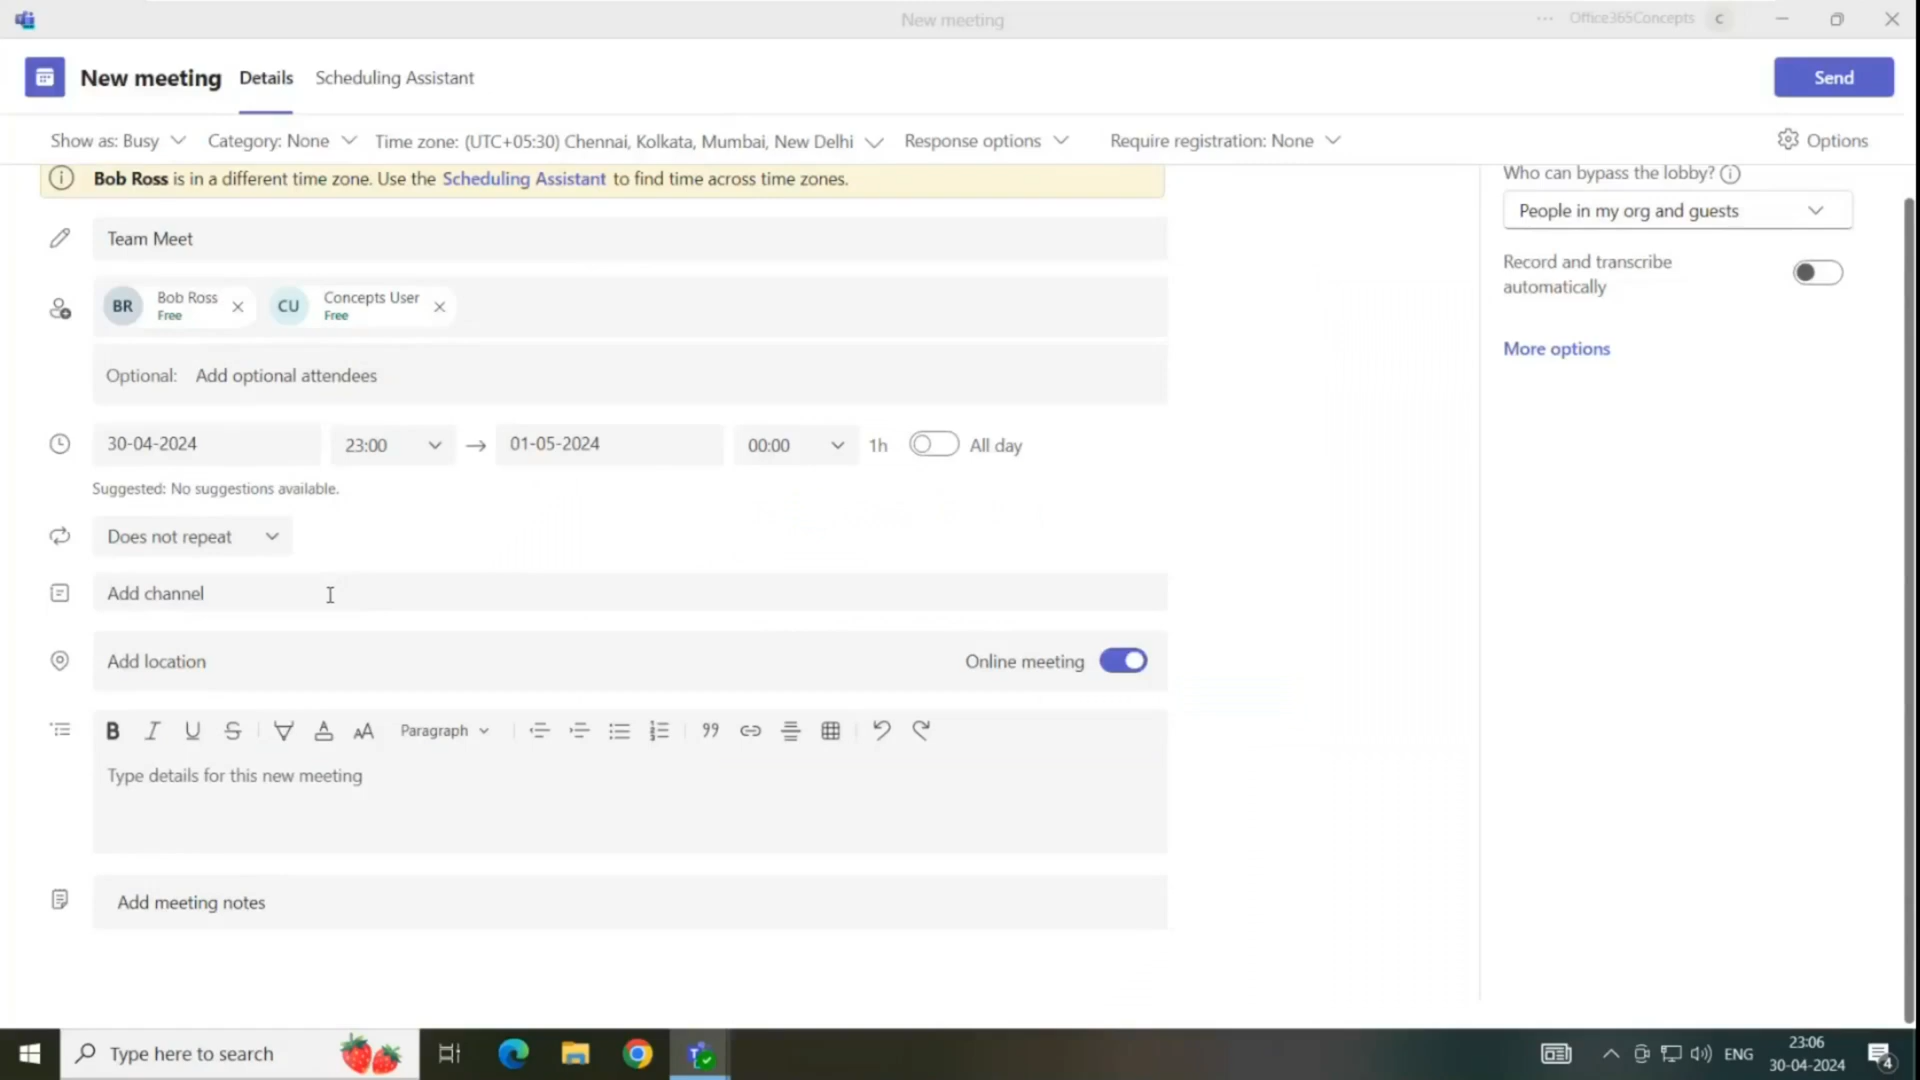 New meeting
Office365Concepts
C
New meeting
Details
Scheduling Assistant
Send
Show as: Busy
Category: None
Time zone: (UTC+05:30) Chennai, Kolkata, Mumbai, New Delhi
Response options
Require registration: None
Options
Bob Ross is in a different time zone. Use the Scheduling Assistant to find time across time zones.
Who can bypass the lobby?
People in my org and guests
Team Meet
Record and transcribe
automatically
BR
Bob Ross
Free
CU
Concepts User
Free
More options
Optional: Add optional attendees
30-04-2024
23:00
01-05-2024
00:00
1h
All day
Suggested: No suggestions available.
Does not repeat
Add channel
Add location
Online meeting
B
I
U
S
A
AA
Paragraph
Type details for this new meeting
Add meeting notes
Type here to search
ENG
23:06
30-04-2024
4